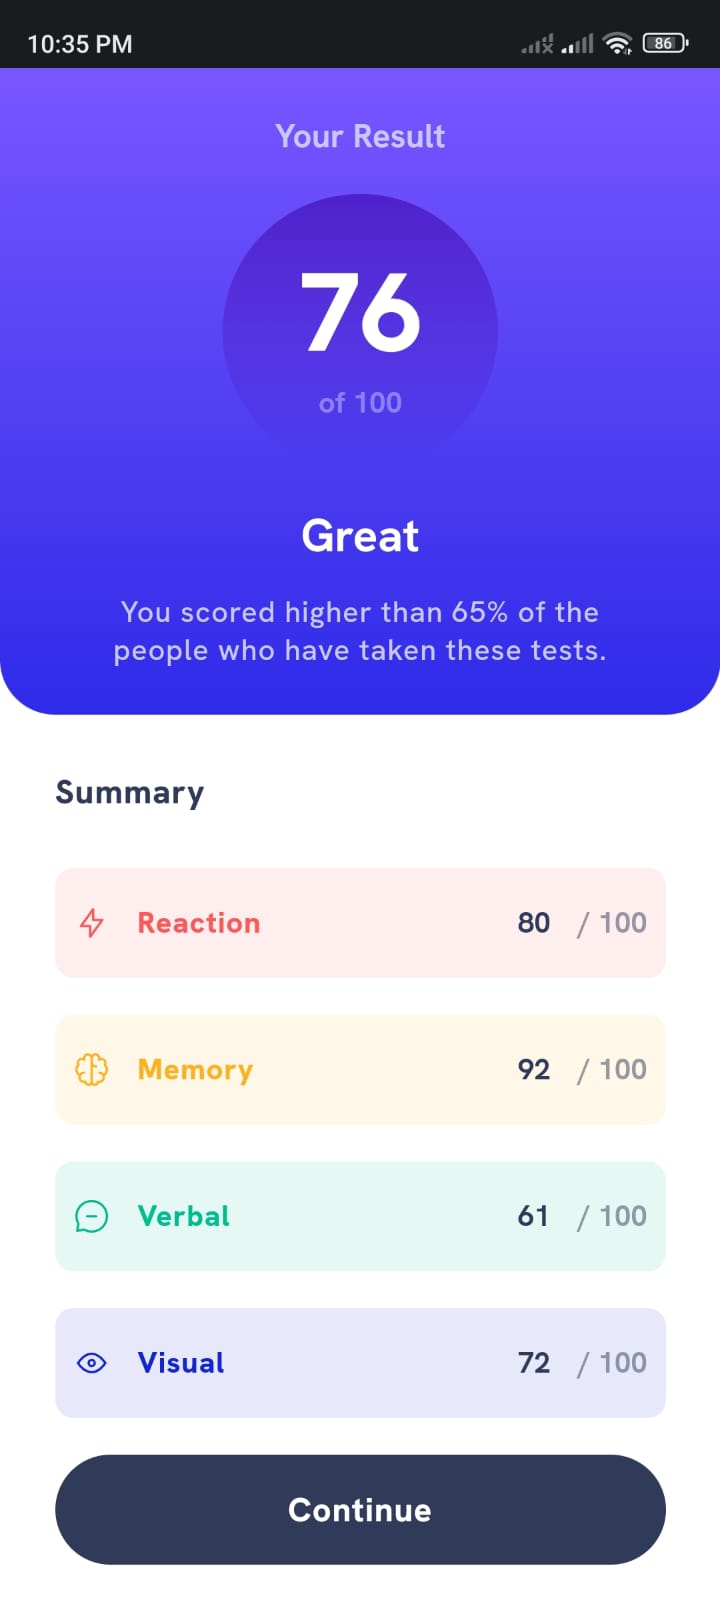 10:35 PM
86
Your Result
76
of 100
Great
You scored higher than 65% of the
people who have taken these tests.
Summary
Reaction 80 / 100
Memory 92 / 100
Verbal 61 / 100
Visual 72 / 100
Continue